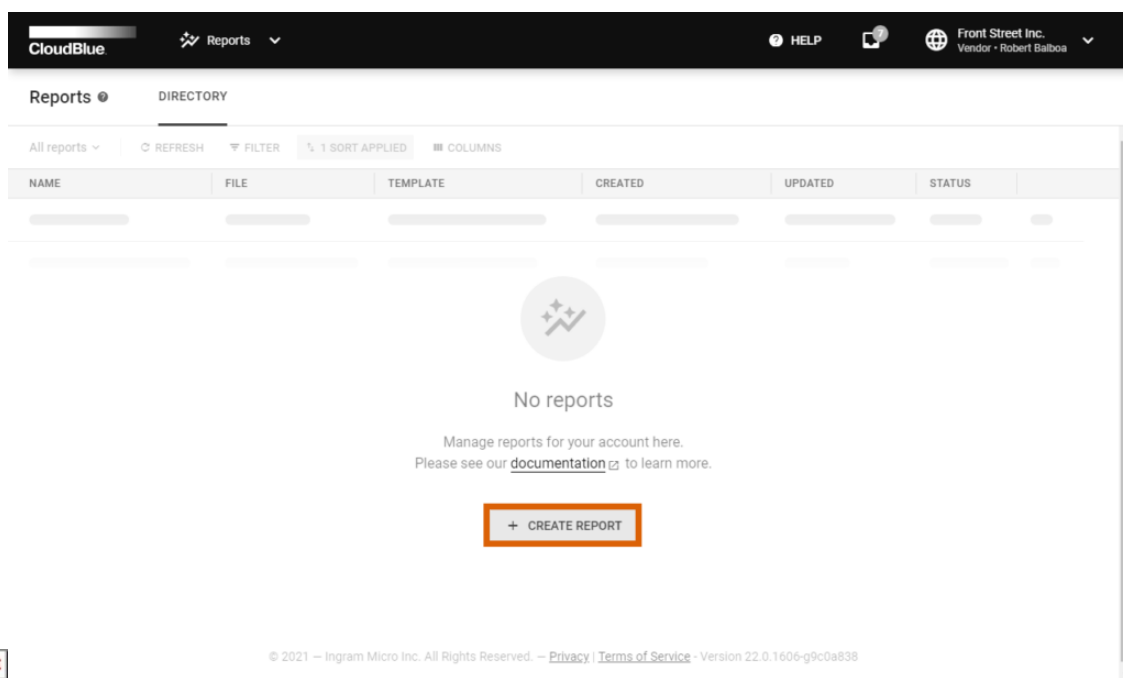 CloudBlue.
Reports
HELP
7
Front Street Inc.
Vendor • Robert Balboa
Reports
DIRECTORY
All reports
REFRESH
FILTER
1 SORT APPLIED
COLUMNS
NAME
FILE
TEMPLATE
CREATED
UPDATED
STATUS
No reports
Manage reports for your account here.
Please see our documentation to learn more.
+ CREATE REPORT
© 2021 – Ingram Micro Inc. All Rights Reserved. – Privacy | Terms of Service - Version 22.0.1606-g9c0a838